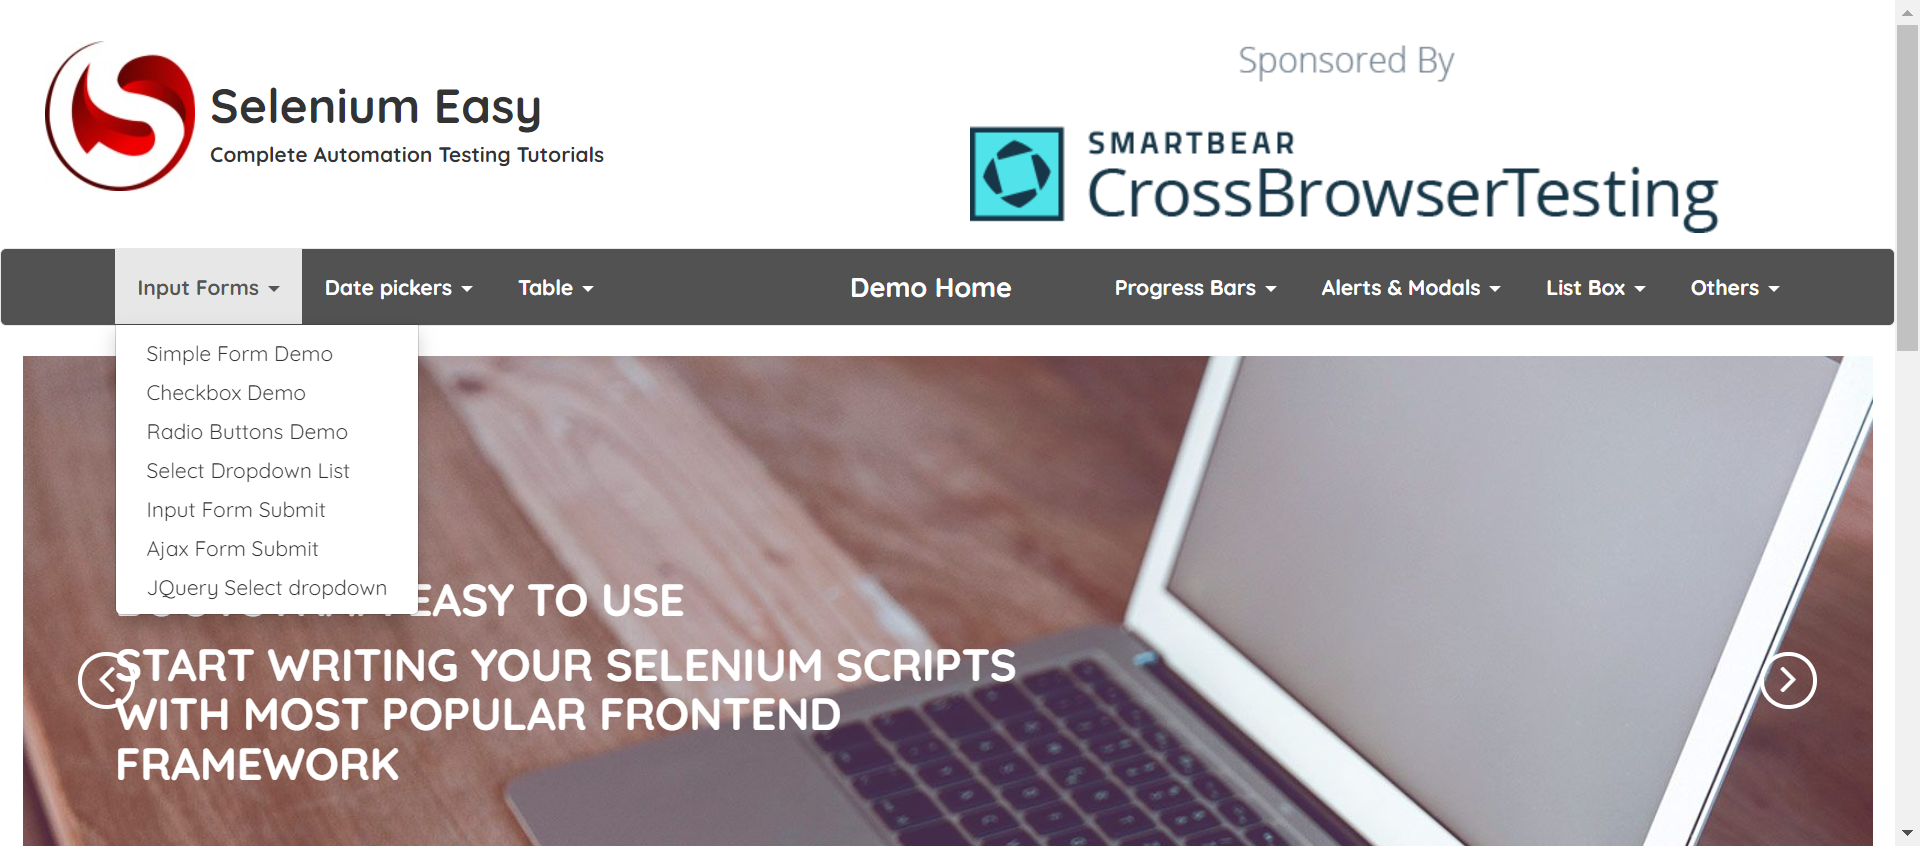 Selenium Easy
Complete Automation Testing Tutorials
Sponsored By
SMARTBEAR
CrossBrowserTesting
Input Forms
Date pickers
Table
Demo Home
Progress Bars
Alerts & Modals
List Box
Others
Simple Form Demo
Checkbox Demo
Radio Buttons Demo
Select Dropdown List
Input Form Submit
Ajax Form Submit
JQuery Select dropdown
EASY TO USE
START WRITING YOUR SELENIUM SCRIPTS
WITH MOST POPULAR FRONTEND
FRAMEWORK